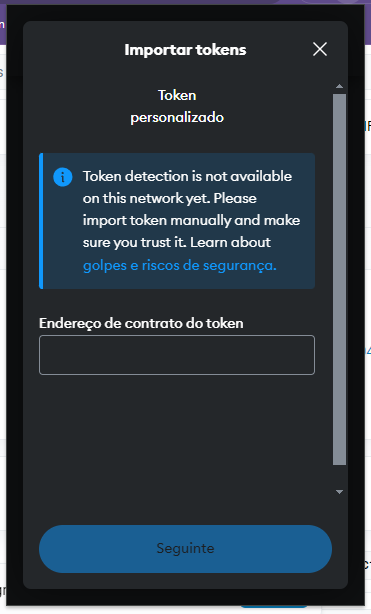 Importar tokens
Token
personalizado
Token detection is not available
on this network yet. Please
import token manually and make
sure you trust it. Learn about
golpes e riscos de segurança.
Endereço de contrato do token
Seguinte